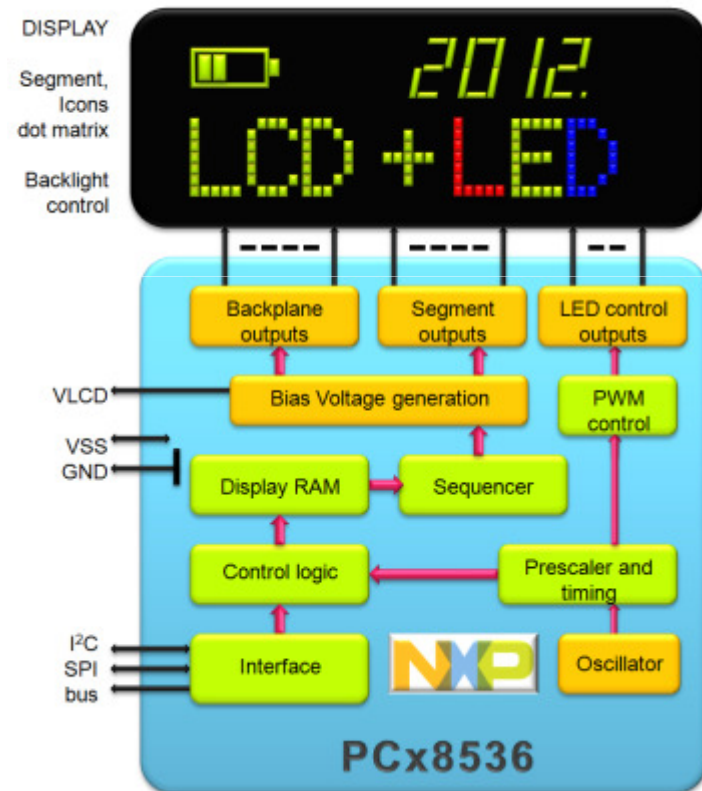 DISPLAY
Segment,
Icons
dot matrix
Backlight
control
2012.
LCD + LED
Backplane
outputs
Segment
outputs
LED control
outputs
VLCD
Bias Voltage generation
PWM
control
VSS
GND
Display RAM
Sequencer
Control logic
Prescaler and
timing
I²C
SPI
bus
Interface
NXP
Oscillator
PCx8536